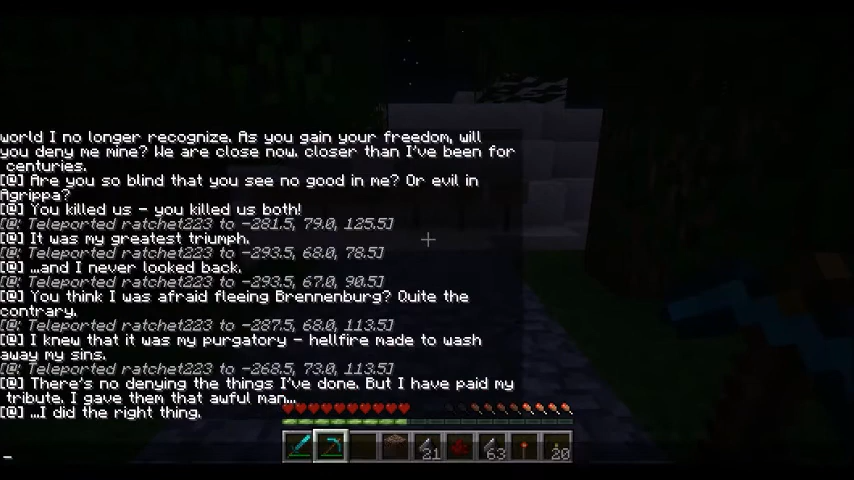 world I no longer recognize. As you gain your freedom, will
you deny me mine? We are close now. closer than I've been for
centuries.
[@] Are you so blind that you see no good in me? Or evil in
Agrippa?
[@] You killed us - you killed us both!
[@: Teleported ratchet223 to -281.5, 79.0, 125.5]
[@] It was my greatest triumph.
[@: Teleported ratchet223 to -293.5, 68.0, 78.5]
[@] ...and I never looked back.
[@: Teleported ratchet223 to -293.5, 67.0, 90.5]
[@] You think I was afraid fleeing Brennenburg? Quite the
contrary.
[@: Teleported ratchet223 to -287.5, 68.0, 113.5]
[@] I knew that it was my purgatory - hellfire made to wash
away my sins.
[@: Teleported ratchet223 to -268.5, 73.0, 113.5]
[@] There's no denying the things I've done. But I have paid my
tribute. I gave them that awful man...
[@] ...I did the right thing.
21 63 20
_